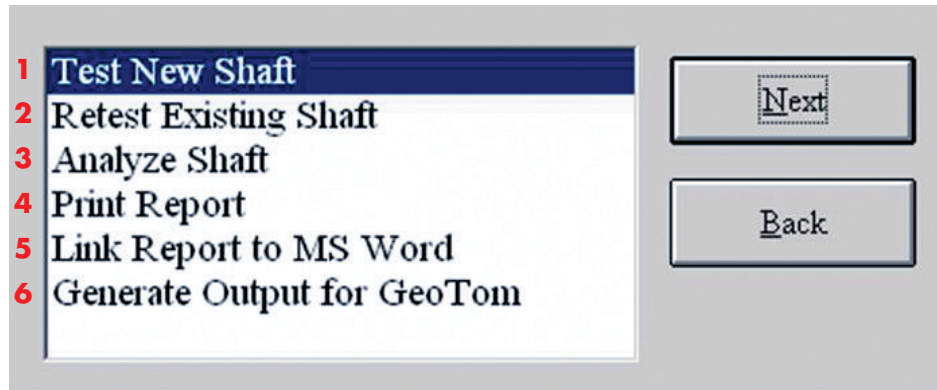 1 Test New Shaft
2 Retest Existing Shaft
3 Analyze Shaft
4 Print Report
5 Link Report to MS Word
6 Generate Output for GeoTom
Next
Back